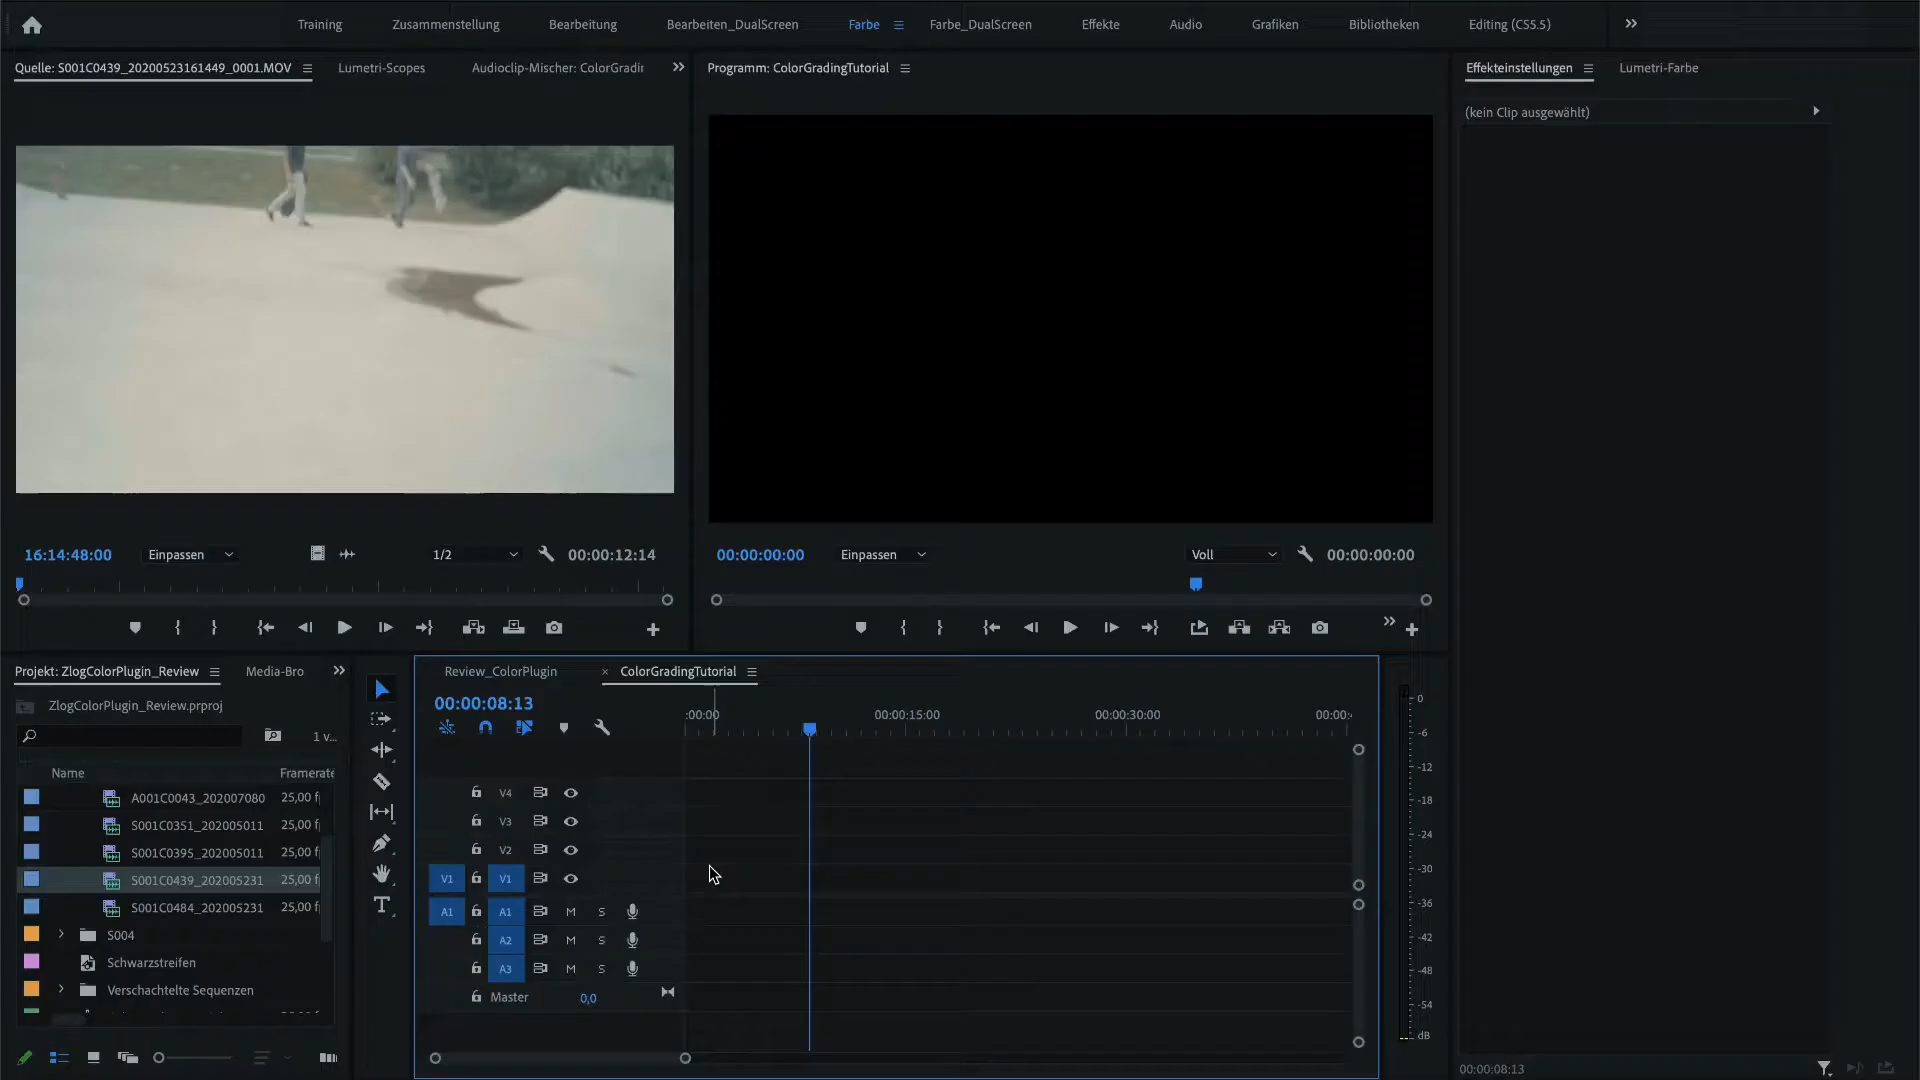 Training Zusammenstellung Bearbeitung Bearbeiten_DualScreen Farbe Farbe_DualScreen Effekte Audio Grafiken Bibliotheken Editing (CS5.5)
Quelle: S001C0439_20200523161449_0001.MOV Lumetri-Scopes Audioclip-Mischer: ColorGradin
Programm: ColorGradingTutorial
Effekteinstellungen Lumetri-Farbe
(kein Clip ausgewählt)
16:14:48:00 Einpassen 1/2 00:00:12:14
00:00:00:00 Einpassen Voll 00:00:00:00
Projekt: ZlogColorPlugin_Review Media-Bro
ZlogColorPlugin_Review.prproj
1 v...
Name Framerate
A001C0043_202007080 25,00 f
S001C0351_202005011 25,00 f
S001C0395_202005011 25,00 f
S001C0439_202005231 25,00 f
S001C0484_202005231 25,00 f
S004
Schwarzstreifen
Verschachtelte Sequenzen
Review_ColorPlugin × ColorGradingTutorial
00:00:08:13
:00:00 00:00:15:00 00:00:30:00 00:00:
V4
V3
V2
V1 V1
A1 A1 M S
A2 M S
A3 M S
Master 0,0
0
-6
-12
-18
-24
-30
-36
-42
-48
-54
dB
00:00:08:13